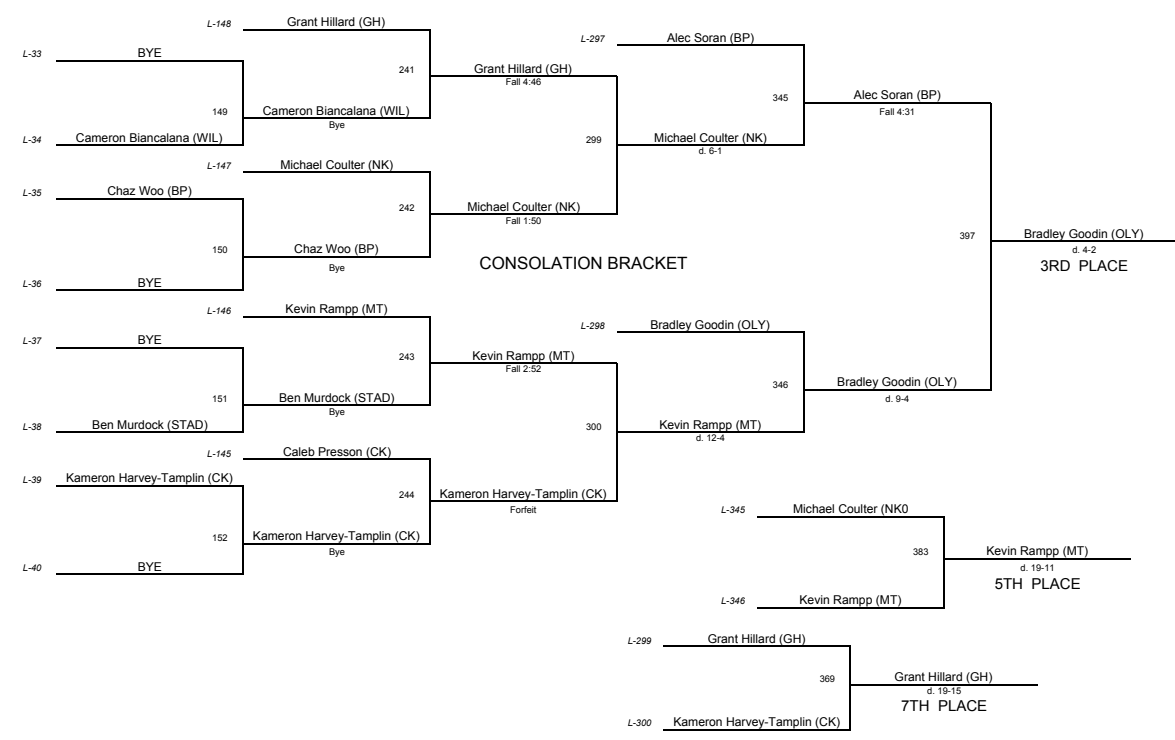 L-148 Grant Hillard (GH)
L-297 Alec Soran (BP)
L-33 BYE
241 Grant Hillard (GH)
Fall 4:46
345 Alec Soran (BP)
Fall 4:31
149 Cameron Biancalana (WIL)
Bye
L-34 Cameron Biancalana (WIL)
299 Michael Coulter (NK)
d. 6-1
L-147 Michael Coulter (NK)
L-35 Chaz Woo (BP)
242 Michael Coulter (NK)
Fall 1:50
397 Bradley Goodin (OLY)
d. 4-2
3RD PLACE
150 Chaz Woo (BP)
Bye
CONSOLATION BRACKET
L-36 BYE
L-146 Kevin Rampp (MT)
L-298 Bradley Goodin (OLY)
L-37 BYE
243 Kevin Rampp (MT)
Fall 2:52
346 Bradley Goodin (OLY)
d. 9-4
151 Ben Murdock (STAD)
Bye
L-38 Ben Murdock (STAD)
300 Kevin Rampp (MT)
d. 12-4
L-145 Caleb Presson (CK)
L-39 Kameron Harvey-Tamplin (CK)
244 Kameron Harvey-Tamplin (CK)
Forfeit
L-345 Michael Coulter (NK0
152 Kameron Harvey-Tamplin (CK)
Bye
383 Kevin Rampp (MT)
d. 19-11
5TH PLACE
L-40 BYE
L-346 Kevin Rampp (MT)
L-299 Grant Hillard (GH)
369 Grant Hillard (GH)
d. 19-15
7TH PLACE
L-300 Kameron Harvey-Tamplin (CK)